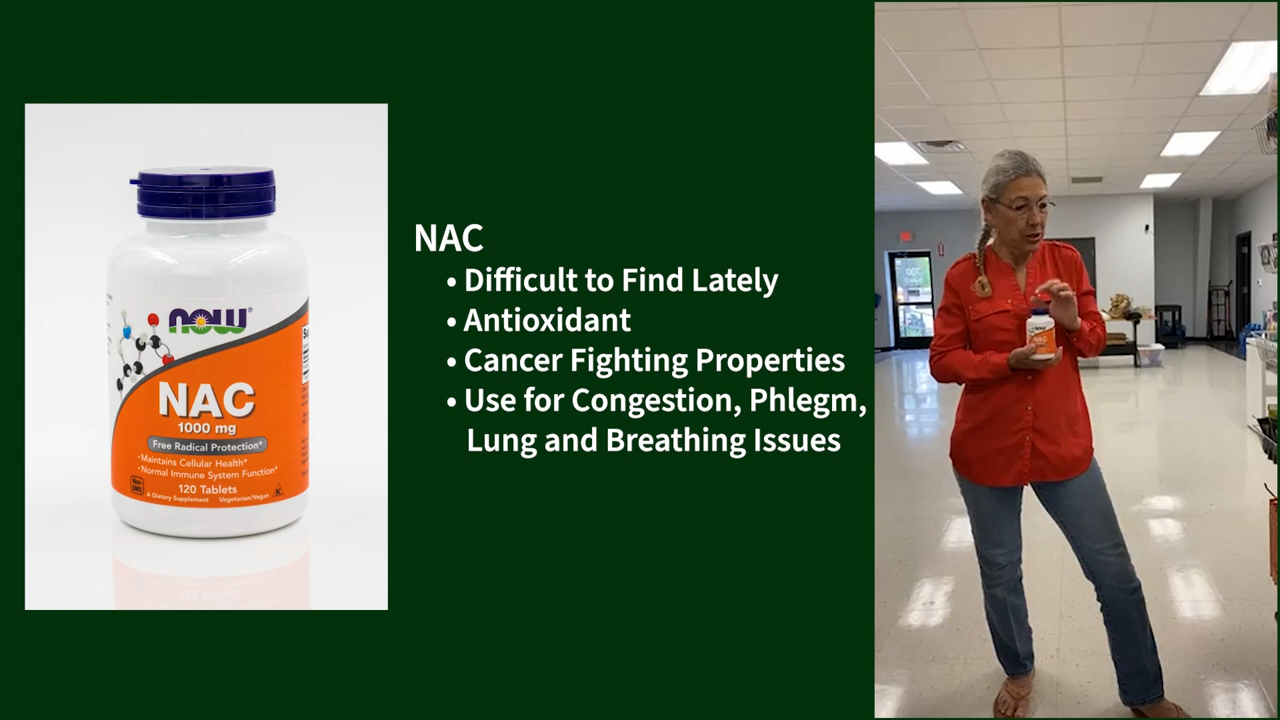 now
NAC
1000 mg
Free Radical Protection*
•Maintains Cellular Health*
•Normal Immune System Function*
120 Tablets
A Dietary Supplement Vegetarian/Vegan
NAC
• Difficult to Find Lately
• Antioxidant
• Cancer Fighting Properties
• Use for Congestion, Phlegm,
Lung and Breathing Issues
NOW